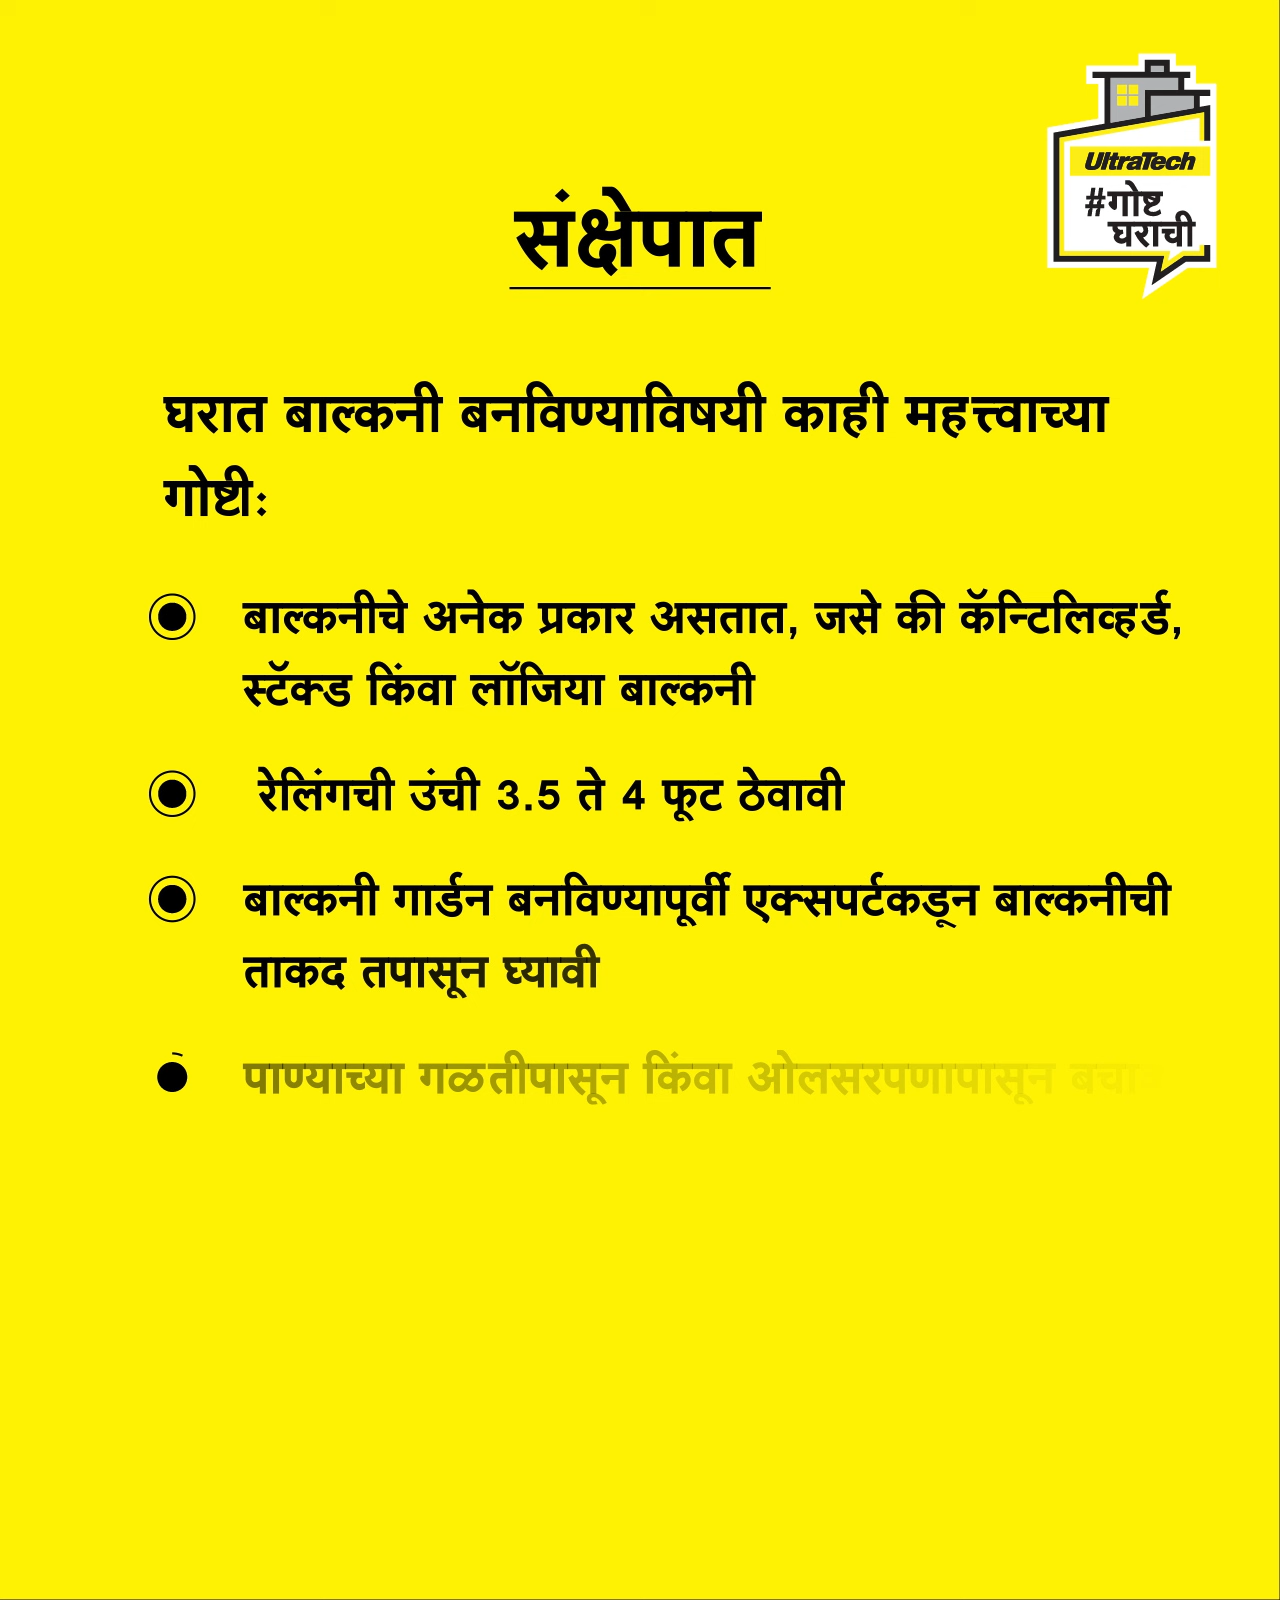 UltraTech
#गोष्ट
घराची
संक्षेपात
घरात बाल्कनी बनविण्याविषयी काही महत्त्वाच्या
गोष्टी:
बाल्कनीचे अनेक प्रकार असतात, जसे की कॅन्टिलिव्हर्ड,
स्टॅक्ड किंवा लॉजिया बाल्कनी
रेलिंगची उंची 3.5 ते 4 फूट ठेवावी
बाल्कनी गार्डन बनविण्यापूर्वी एक्सपर्टकडून बाल्कनीची
ताकद तपासून घ्यावी
पाण्याच्या गळतीपासून किंवा ओलसरपणापासून